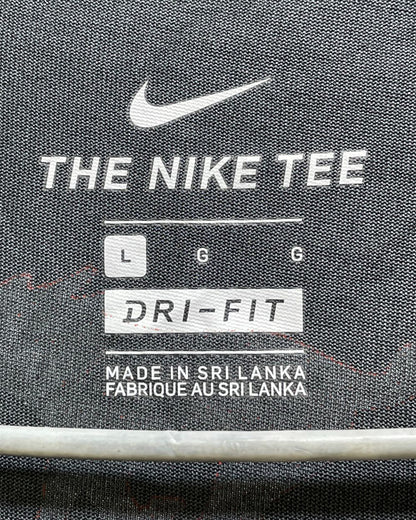 THE NIKE TEE
L G G
DRI-FIT
MADE IN SRI LANKA
FABRIQUE AU SRI LANKA